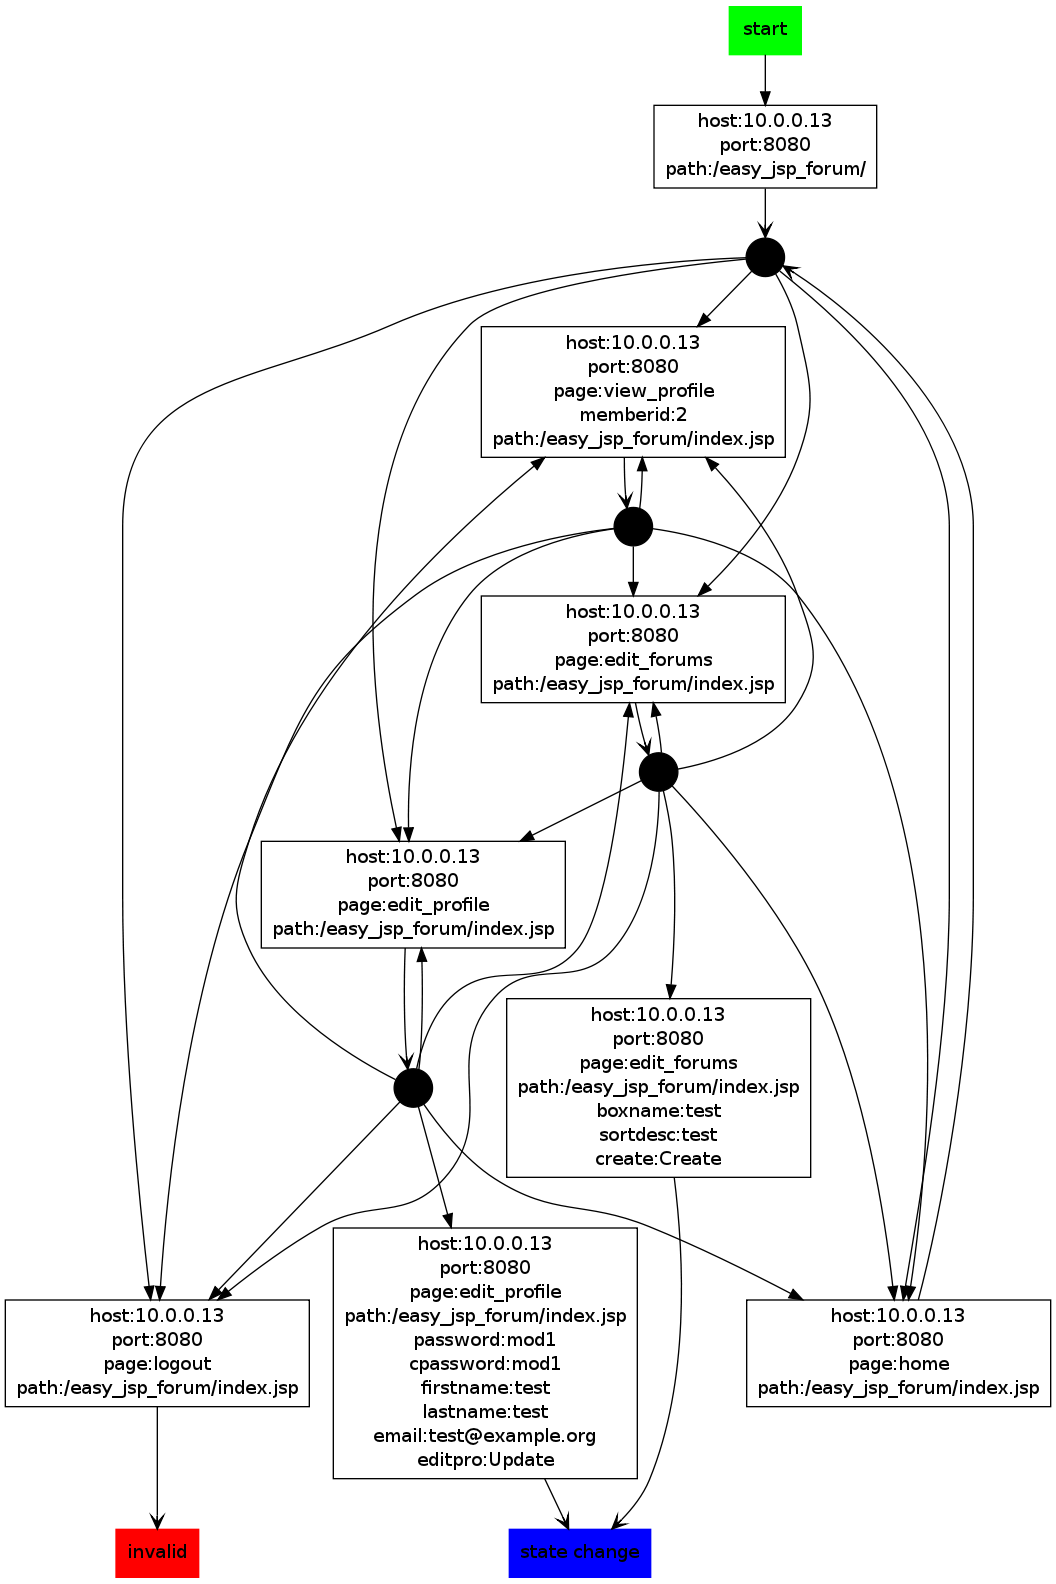 start
host:10.0.0.13
port:8080
path:/easy_jsp_forum/
host:10.0.0.13
port:8080
page:view_profile
memberid:2
path:/easy_jsp_forum/index.jsp
host:10.0.0.13
port:8080
page:edit_forums
path:/easy_jsp_forum/index.jsp
host:10.0.0.13
port:8080
page:edit_profile
path:/easy_jsp_forum/index.jsp
host:10.0.0.13
port:8080
page:edit_forums
path:/easy_jsp_forum/index.jsp
boxname:test
sortdesc:test
create:Create
host:10.0.0.13
port:8080
page:edit_profile
path:/easy_jsp_forum/index.jsp
password:mod1
cpassword:mod1
firstname:test
lastname:test
email:test@example.org
editpro:Update
host:10.0.0.13
port:8080
page:logout
path:/easy_jsp_forum/index.jsp
host:10.0.0.13
port:8080
page:home
path:/easy_jsp_forum/index.jsp
invalid
state change